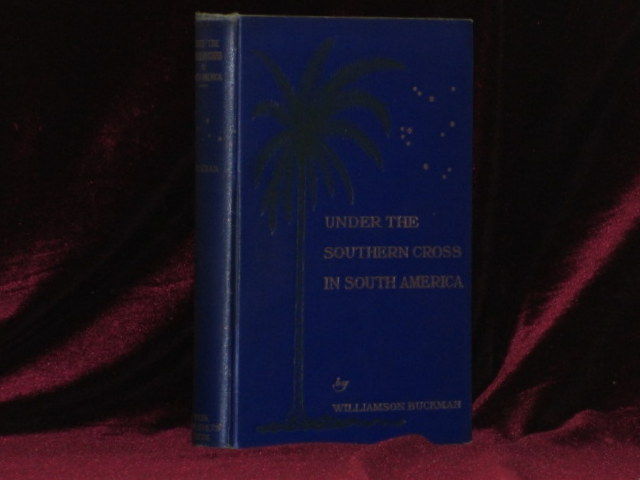 UNDER THE
SOUTHERN CROSS
IN SOUTH AMERICA
by
WILLIAMSON BUCKMAN